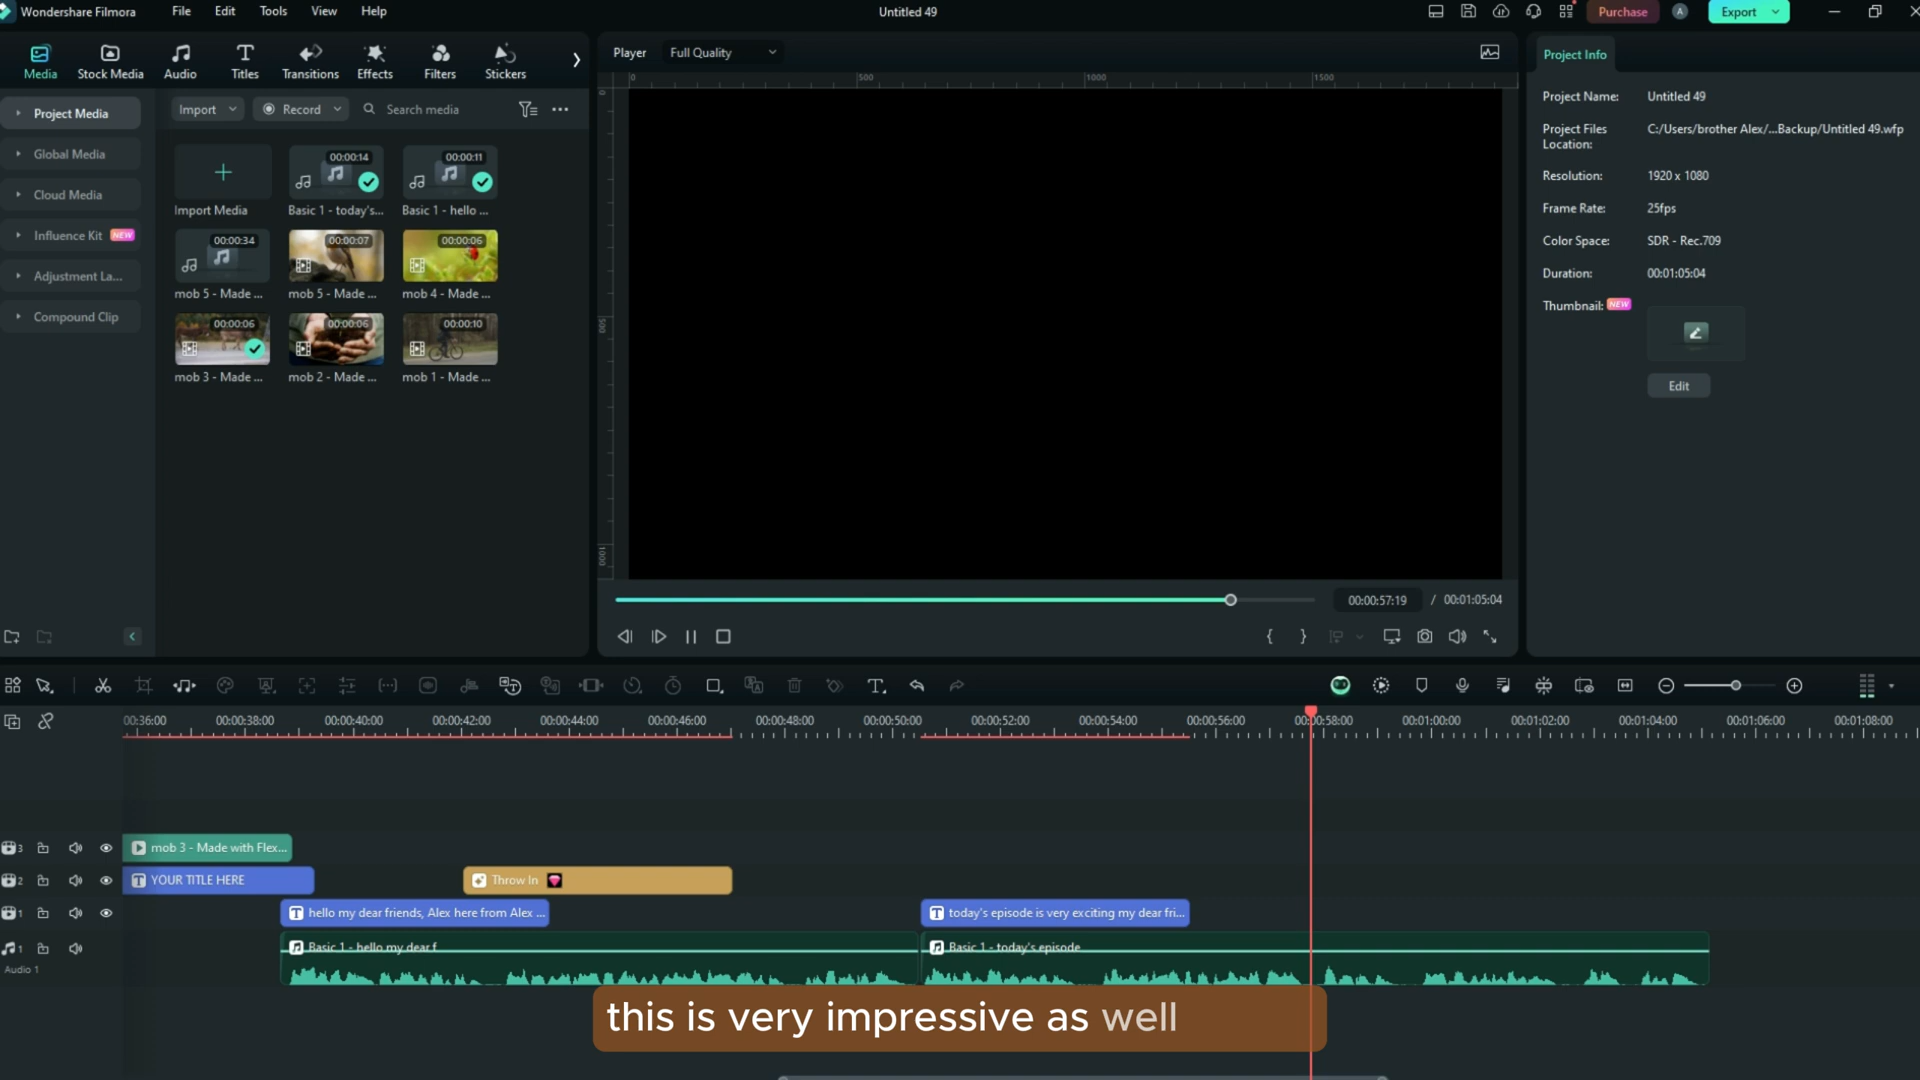 Wondershare Filmora File Edit Tools View Help Untitled 49 Purchase A Export
Media Stock Media Audio Titles Transitions Effects Filters Stickers
Player Full Quality
Project Info
Project Media
Global Media
Cloud Media
Influence Kit NEW
Adjustment La...
Compound Clip
Import Record Search media
00:00:14 00:00:11
Import Media Basic 1 - today's... Basic 1 - hello ...
00:00:34 00:00:07 00:00:06
mob 5 - Made ... mob 5 - Made ... mob 4 - Made ...
00:00:06 00:00:06 00:00:10
mob 3 - Made ... mob 2 - Made ... mob 1 - Made ...
0 500 1000 1500
0
500
1000
00:00:57:19 / 00:01:05:04
Project Name: Untitled 49
Project Files Location: C:/Users/brother Alex/...Backup/Untitled 49.wfp
Resolution: 1920 x 1080
Frame Rate: 25fps
Color Space: SDR - Rec.709
Duration: 00:01:05:04
Thumbnail: NEW
Edit
00:36:00 00:00:38:00 00:00:40:00 00:00:42:00 00:00:44:00 00:00:46:00 00:00:48:00 00:00:50:00 00:00:52:00 00:00:54:00 00:00:56:00 00:00:58:00 00:01:00:00 00:01:02:00 00:01:04:00 00:01:06:00 00:01:08:00
3 mob 3 - Made with Flex...
2 YOUR TITLE HERE Throw In
1 hello my dear friends, Alex here from Alex ... today's episode is very exciting my dear fri...
1 Basic 1 - hello my dear f Basic 1 - today's episode
Audio 1
this is very impressive as well